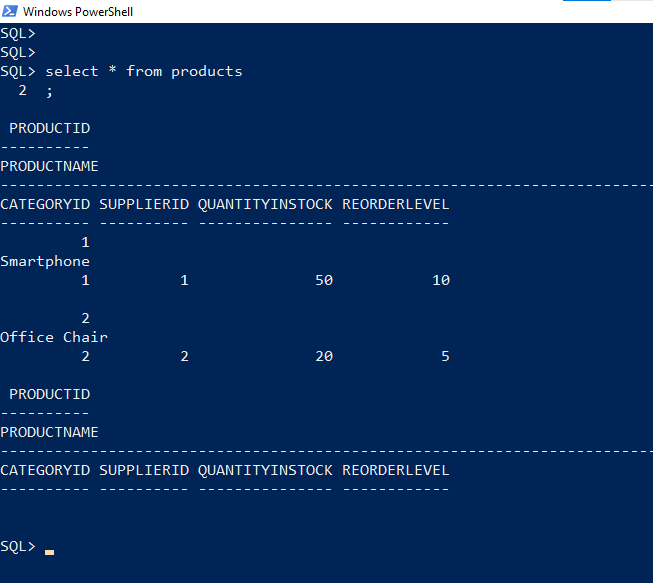 Windows PowerShell
SQL>
SQL>
SQL> select * from products
  2  ;

 PRODUCTID
----------
PRODUCTNAME
--------------------------------------------------------------------------------
CATEGORYID SUPPLIERID QUANTITYINSTOCK REORDERLEVEL
---------- ---------- --------------- ------------
         1
Smartphone
         1          1              50           10

         2
Office Chair
         2          2              20            5

 PRODUCTID
----------
PRODUCTNAME
--------------------------------------------------------------------------------
CATEGORYID SUPPLIERID QUANTITYINSTOCK REORDERLEVEL
---------- ---------- --------------- ------------

SQL>